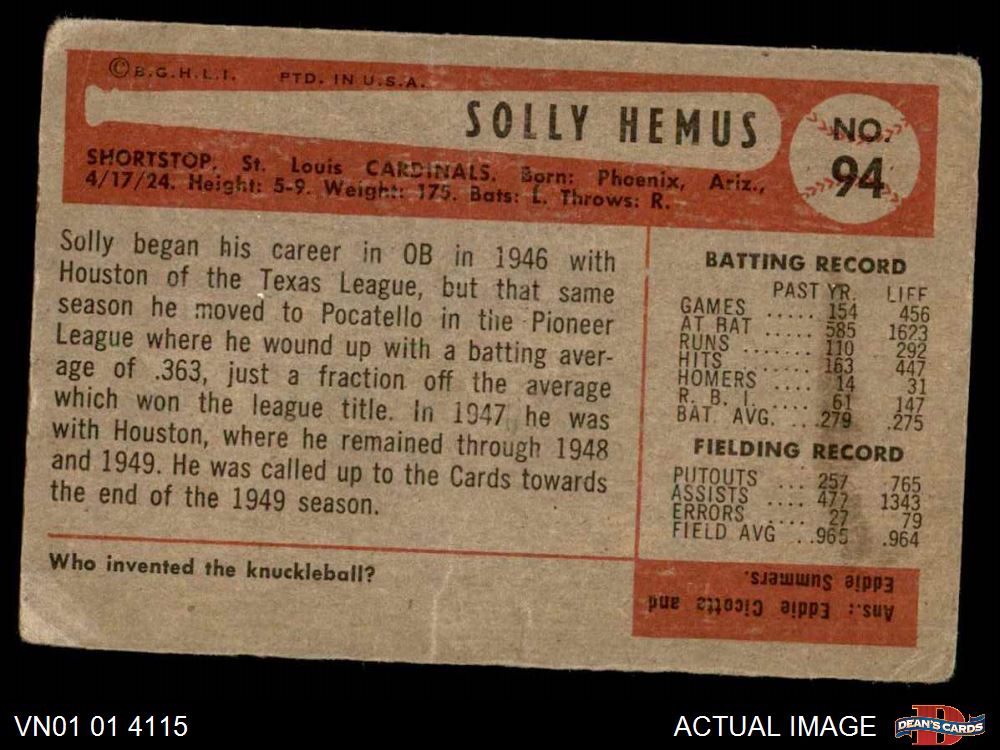 © B.G.H.L.I. PTD. IN U.S.A.
SOLLY HEMUS
NO.
94
SHORTSTOP. St. Louis CARDINALS. Born: Phoenix, Ariz.,
4/17/24. Height: 5-9. Weight: 175. Bats: L. Throws: R.
Solly began his career in OB in 1946 with
Houston of the Texas League, but that same
season he moved to Pocatello in the Pioneer
League where he wound up with a batting aver-
age of .363, just a fraction off the average
which won the league title. In 1947 he was
with Houston, where he remained through 1948
and 1949. He was called up to the Cards towards
the end of the 1949 season.
Who invented the knuckleball?
BATTING RECORD
PAST YR. LIFE
GAMES ..... 154 456
AT BAT ..... 585 1623
RUNS ....... 110 292
HITS ....... 163 447
HOMERS .... 14 31
R. B. I. .... 61 147
BAT. AVG. ... .279 .275
FIELDING RECORD
PUTOUTS ... 257 765
ASSISTS .... 477 1343
ERRORS .... 27 79
FIELD AVG .. .965 .964
Ans.: Eddie Cicotte and
Eddie Summers.
VN01 01 4115
ACTUAL IMAGE
D
DEAN'S CARDS